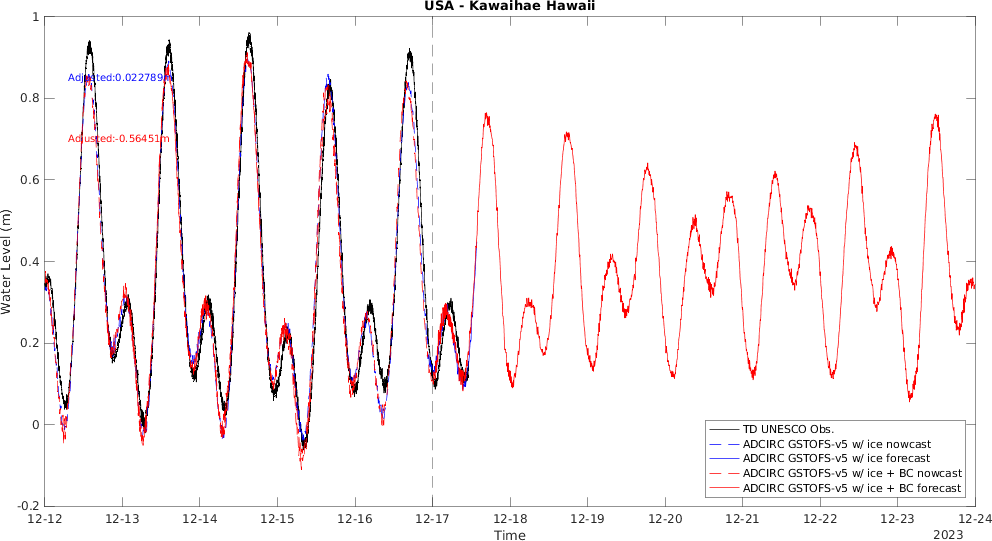 USA - Kawaihae Hawaii
1
0.8
0.6
0.4
0.2
0
-0.2
Water Level (m)
Adjusted:0.022789m
Adjusted:-0.56451m
TD UNESCO Obs.
ADCIRC GSTOFS-v5 w/ ice nowcast
ADCIRC GSTOFS-v5 w/ ice forecast
ADCIRC GSTOFS-v5 w/ ice + BC nowcast
ADCIRC GSTOFS-v5 w/ ice + BC forecast
12-12 12-13 12-14 12-15 12-16 12-17 12-18 12-19 12-20 12-21 12-22 12-23 12-24
Time
2023